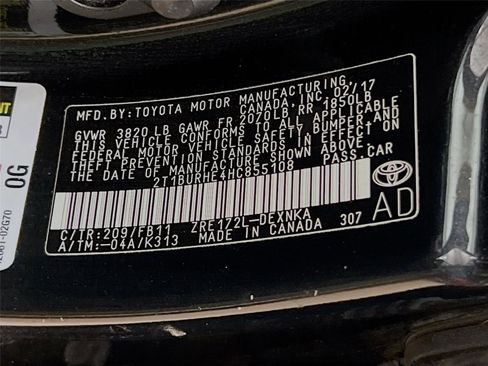 MFD. BY: TOYOTA MOTOR MANUFACTURING,
CANADA, INC. 02/17
GVWR 3820 LB GAWR FR 2070LB RR 1850LB
THIS VEHICLE CONFORMS TO ALL APPLICABLE
FEDERAL MOTOR VEHICLE SAFETY, BUMPER, AND
THEFT PREVENTION STANDARDS IN EFFECT ON
THE DATE OF MANUFACTURE SHOWN ABOVE.
2T1BURHE4HC855108 PASS.CAR
C/TR:209/FB11 ZRE172L-DEXNKA
A/TM:-04A/K313 MADE IN CANADA 307
AD
0G